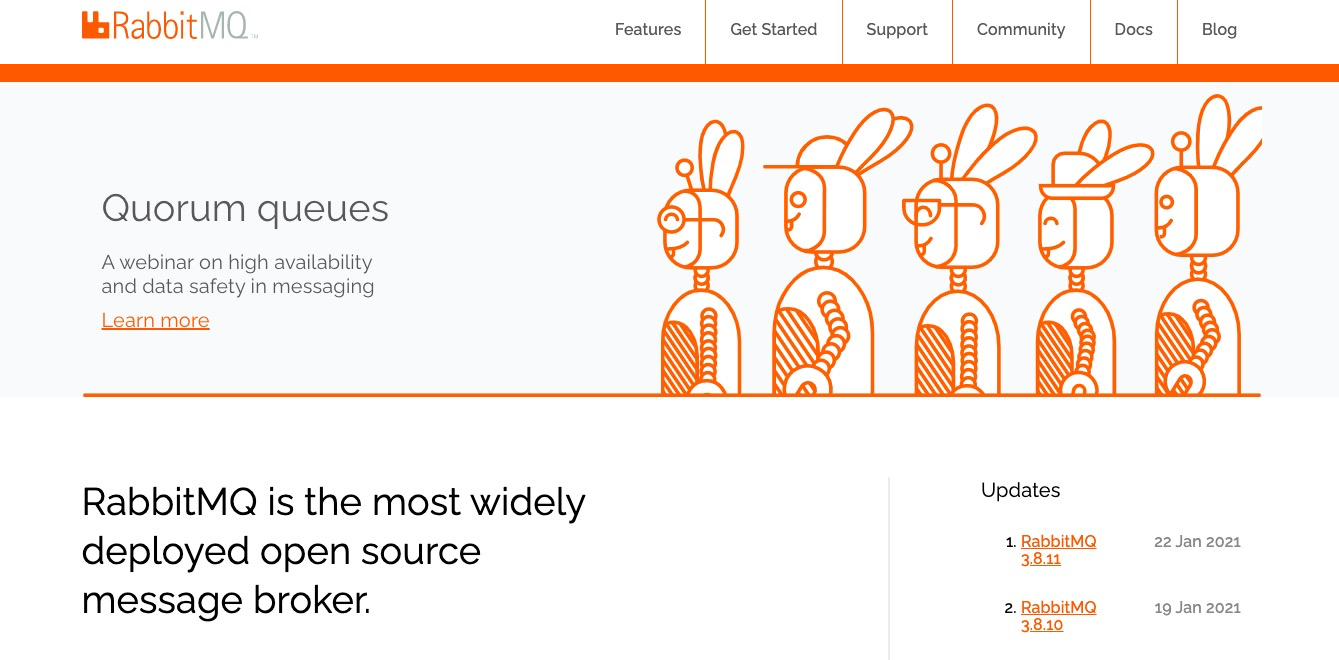 RabbitMQ™
Features
Get Started
Support
Community
Docs
Blog
Quorum queues
A webinar on high availability
and data safety in messaging
Learn more
RabbitMQ is the most widely
deployed open source
message broker.
Updates
1. RabbitMQ 22 Jan 2021
3.8.11
2. RabbitMQ 19 Jan 2021
3.8.10